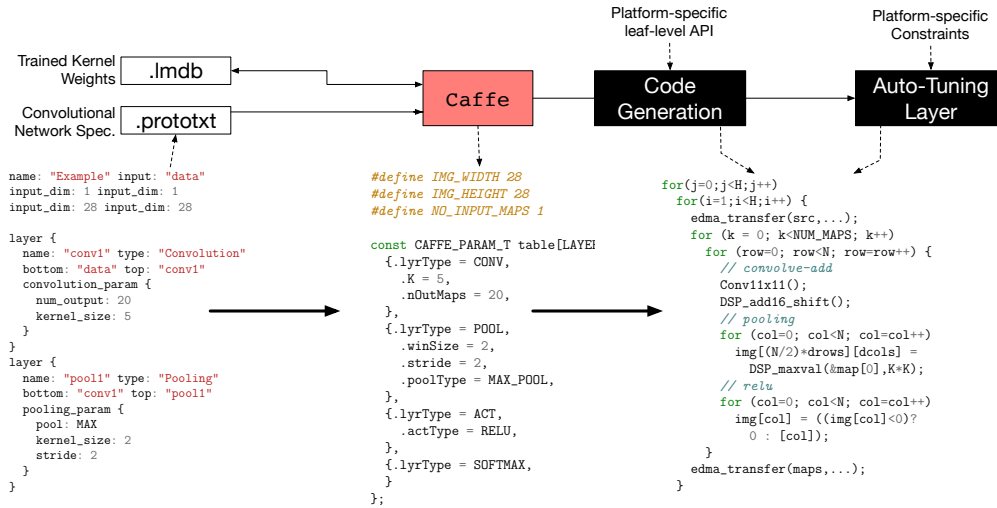 Platform-specific
leaf-level API
Platform-specific
Constraints
Trained Kernel
Weights
.lmdb
Caffe
Code
Generation
Auto-Tuning
Layer
Convolutional
Network Spec.
.prototxt
name: "Example" input: "data"
input_dim: 1 input_dim: 1
input_dim: 28 input_dim: 28
layer {
name: "conv1" type: "Convolution"
bottom: "data" top: "conv1"
convolution_param {
num_output: 20
kernel_size: 5
}
}
layer {
name: "pool1" type: "Pooling"
bottom: "conv1" top: "pool1"
pooling_param {
pool: MAX
kernel_size: 2
stride: 2
}
}
#define IMG_WIDTH 28
#define IMG_HEIGHT 28
#define NO_INPUT_MAPS 1
const CAFFE_PARAM_T table[LAYE
{.lyrType = CONV,
.K = 5,
.nOutMaps = 20,
},
{.lyrType = POOL,
.winSize = 2,
.stride = 2,
.poolType = MAX_POOL,
},
{.lyrType = ACT,
.actType = RELU,
},
{.lyrType = SOFTMAX,
}
};
for(j=0;j<H;j++)
for(i=1;i<H;i++) {
edma_transfer(src,...);
for (k = 0; k<NUM_MAPS; k++)
for (row=0; row<N; row=row++) {
// convolve-add
Conv11x11();
DSP_add16_shift();
// pooling
for (col=0; col<N; col=col++)
img[(N/2)*drows][dcols] =
DSP_maxval(&map[0],K*K);
// relu
for (col=0; col<N; col=col++)
img[col] = ((img[col]<0)?
0 : [col]);
}
edma_transfer(maps,...);
}